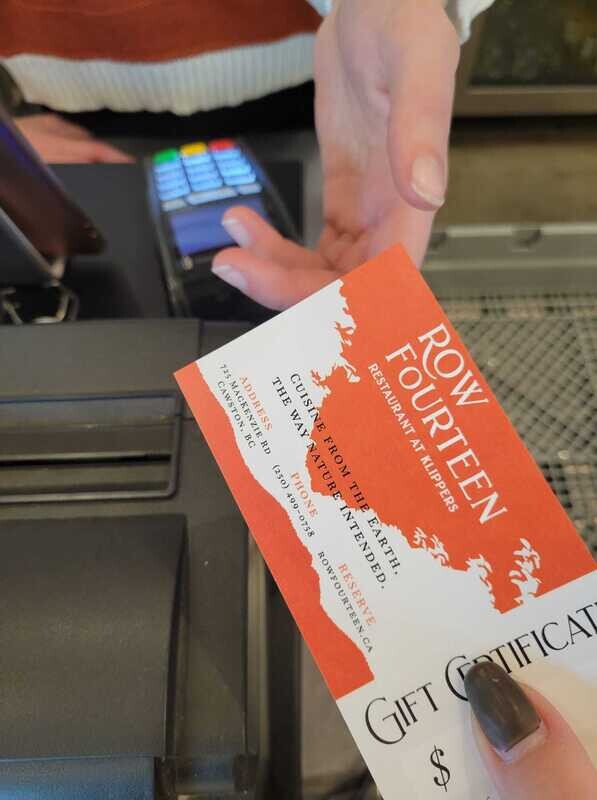 ROW
FOURTEEN
RESTAURANT AT KLIPPERS
CUISINE FROM THE EARTH,
THE WAY NATURE INTENDED.
ADDRESS
725 MACKENZIE RD
CAWSTON, BC
PHONE
(250) 499-0758
RESERVE
ROWFOURTEEN.CA
GIFT CERTIFICAT
$